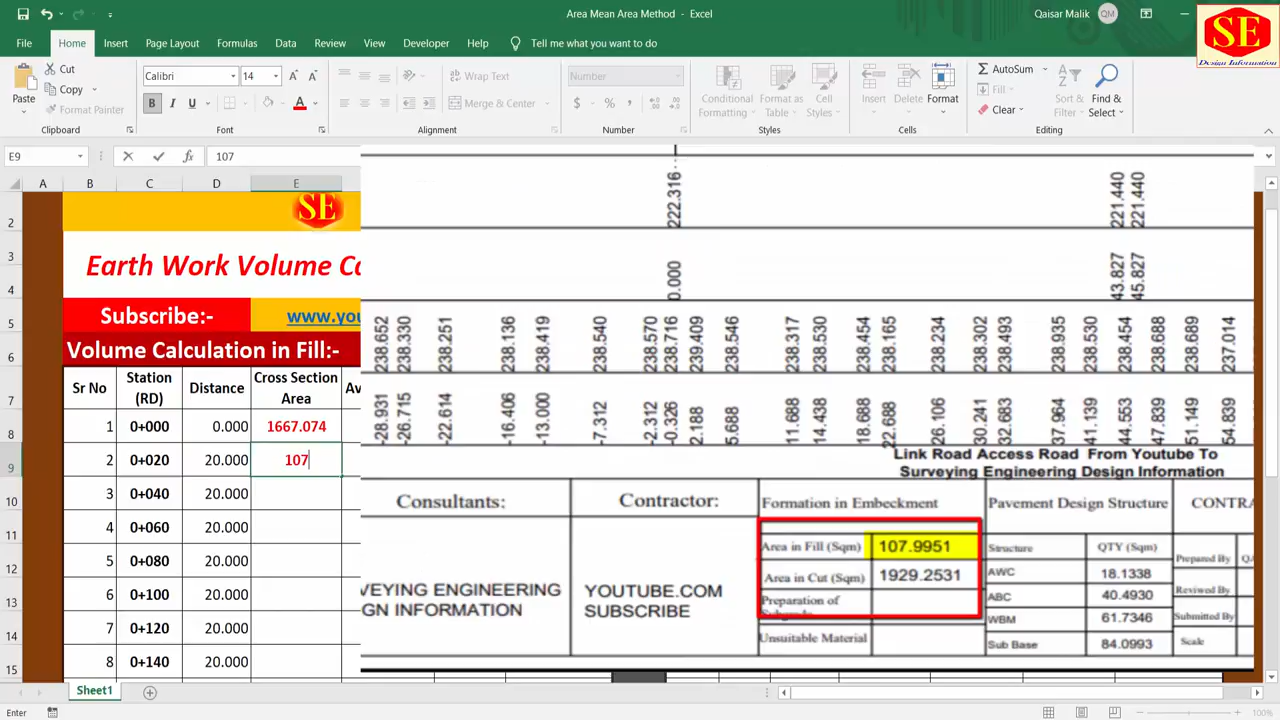 Area Mean Area Method - Excel
Qaisar Malik QM
SE
Design Information
File Home Insert Page Layout Formulas Data Review View Developer Help Tell me what you want to do
Cut
Copy
Format Painter
Paste
Clipboard
Calibri 14
B I U
Font
Wrap Text
Merge & Center
Alignment
Number
$ % ,
Number
Conditional Formatting
Format as Table
Cell Styles
Styles
Insert Delete Format
Cells
AutoSum
Fill
Clear
Sort & Filter
Find & Select
Editing
E9 107
A B C D E
2
3
4
5
6
7
8
9
10
11
12
13
14
15
SE
Earth Work Volume Ca
Subscribe:- www.you
Volume Calculation in Fill:-
Sr No Station (RD) Distance Cross Section Area Av
1 0+000 0.000 1667.074
2 0+020 20.000 107
3 0+040 20.000
4 0+060 20.000
5 0+080 20.000
6 0+100 20.000
7 0+120 20.000
8 0+140 20.000
222.316 221.440 221.440
0.000 43.827 45.827
238.652 238.330 238.251 238.136 238.419 238.540 238.570 238.716 239.409 238.546 238.317 238.530 238.454 238.165 238.234 238.302 238.493 238.935 238.530 238.454 238.688 238.689 237.014
-28.931 -26.715 -22.614 -16.406 -13.000 -7.312 -2.312 -0.326 2.188 5.688 11.688 14.438 18.688 22.688 26.106 30.241 32.683 37.964 41.139 44.553 47.839 51.149 54.839
Link Road Access Road From Youtube To
Surveying Engineering Design Information
Consultants:
VEYING ENGINEERING
GN INFORMATION
Contractor:
YOUTUBE.COM
SUBSCRIBE
Formation in Embeckment
Area in Fill (Sqm) 107.9951
Area in Cut (Sqm) 1929.2531
Preparation of
Unsuitable Material
Pavement Design Structure
Structure QTY (Sqm)
AWC 18.1338
ABC 40.4930
WBM 61.7346
Sub Base 84.0993
CONTRA
Prepared By
Reviwed By
Submitted By
Scale
Sheet1
Enter
100%